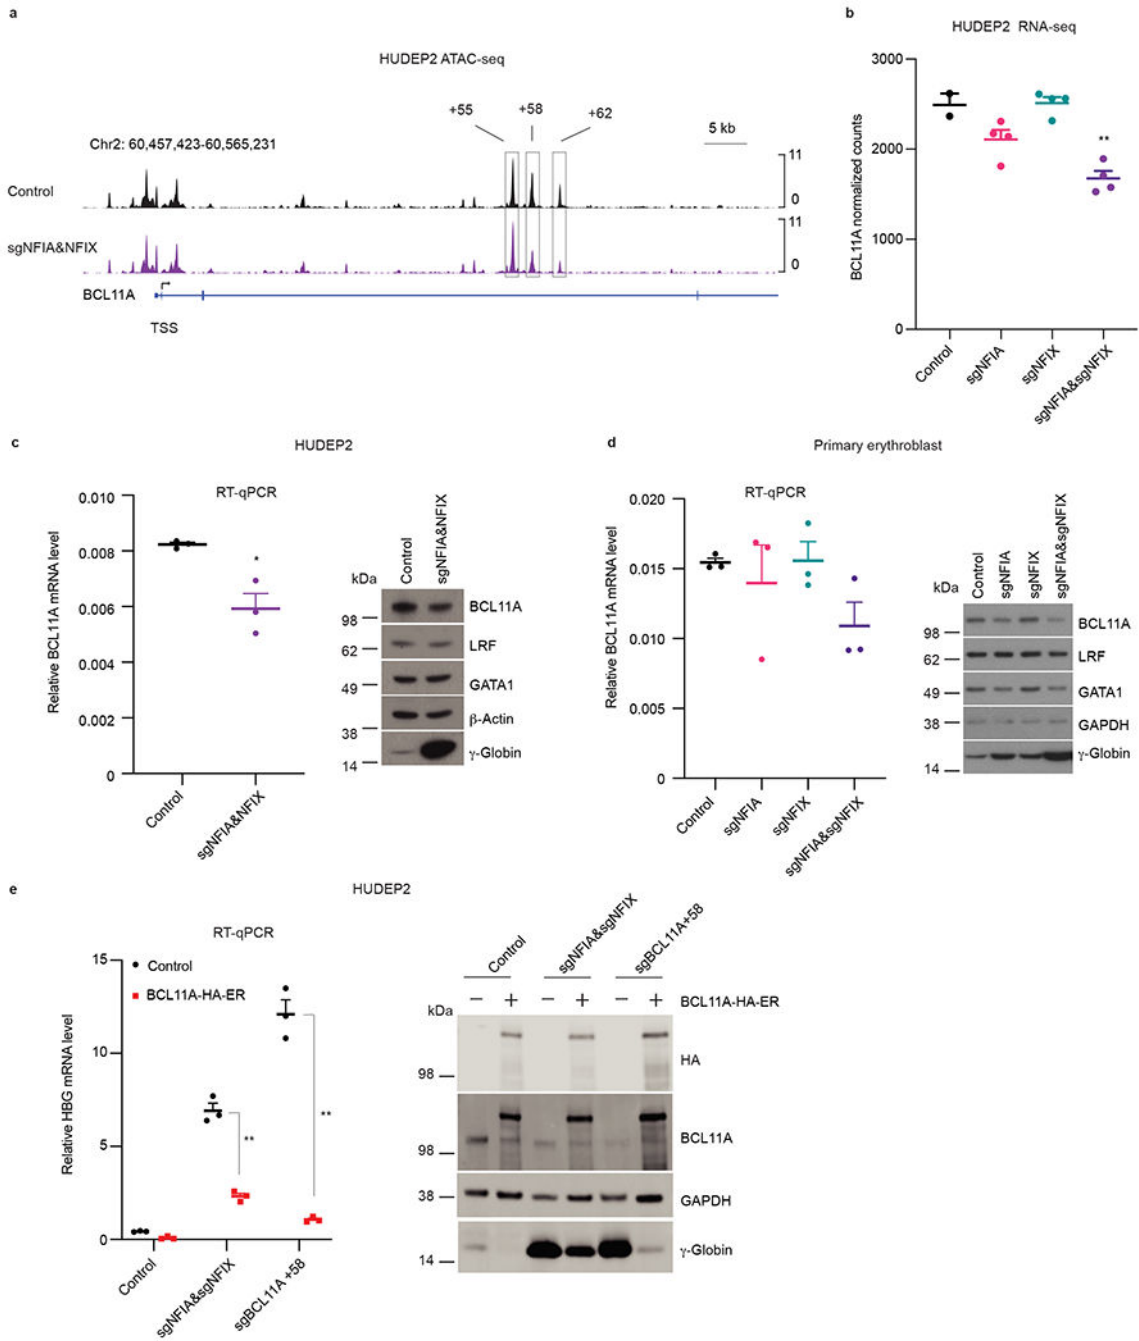 a
HUDEP2 ATAC-seq
+55
+58
+62
5 kb
Chr2: 60,457,423-60,565,231
Control
11
0
sgNFIA&NFIX
11
0
BCL11A
TSS
b
HUDEP2 RNA-seq
BCL11A normalized counts
3000
2000
1000
0
**
Control
sgNFIA
sgNFIX
sgNFIA&sgNFIX
c
HUDEP2
RT-qPCR
Relative BCL11A mRNA level
0.010
0.008
0.006
0.004
0.002
0
*
Control
sgNFIA&NFIX
kDa
Control
sgNFIA&NFIX
98
62
49
38
14
BCL11A
LRF
GATA1
β-Actin
γ-Globin
d
Primary erythroblast
RT-qPCR
Relative BCL11A mRNA level
0.020
0.015
0.010
0.005
0
Control
sgNFIA
sgNFIX
sgNFIA&sgNFIX
kDa
Control
sgNFIA
sgNFIX
sgNFIA&sgNFIX
98
62
49
38
14
BCL11A
LRF
GATA1
GAPDH
γ-Globin
e
HUDEP2
RT-qPCR
Relative HBG mRNA level
15
10
5
0
Control
BCL11A-HA-ER
**
**
Control
sgNFIA&sgNFIX
sgBCL11A +58
Control
sgNFIA&sgNFIX
sgBCL11A+58
kDa
− + − + − + BCL11A-HA-ER
98
98
38
14
HA
BCL11A
GAPDH
γ-Globin